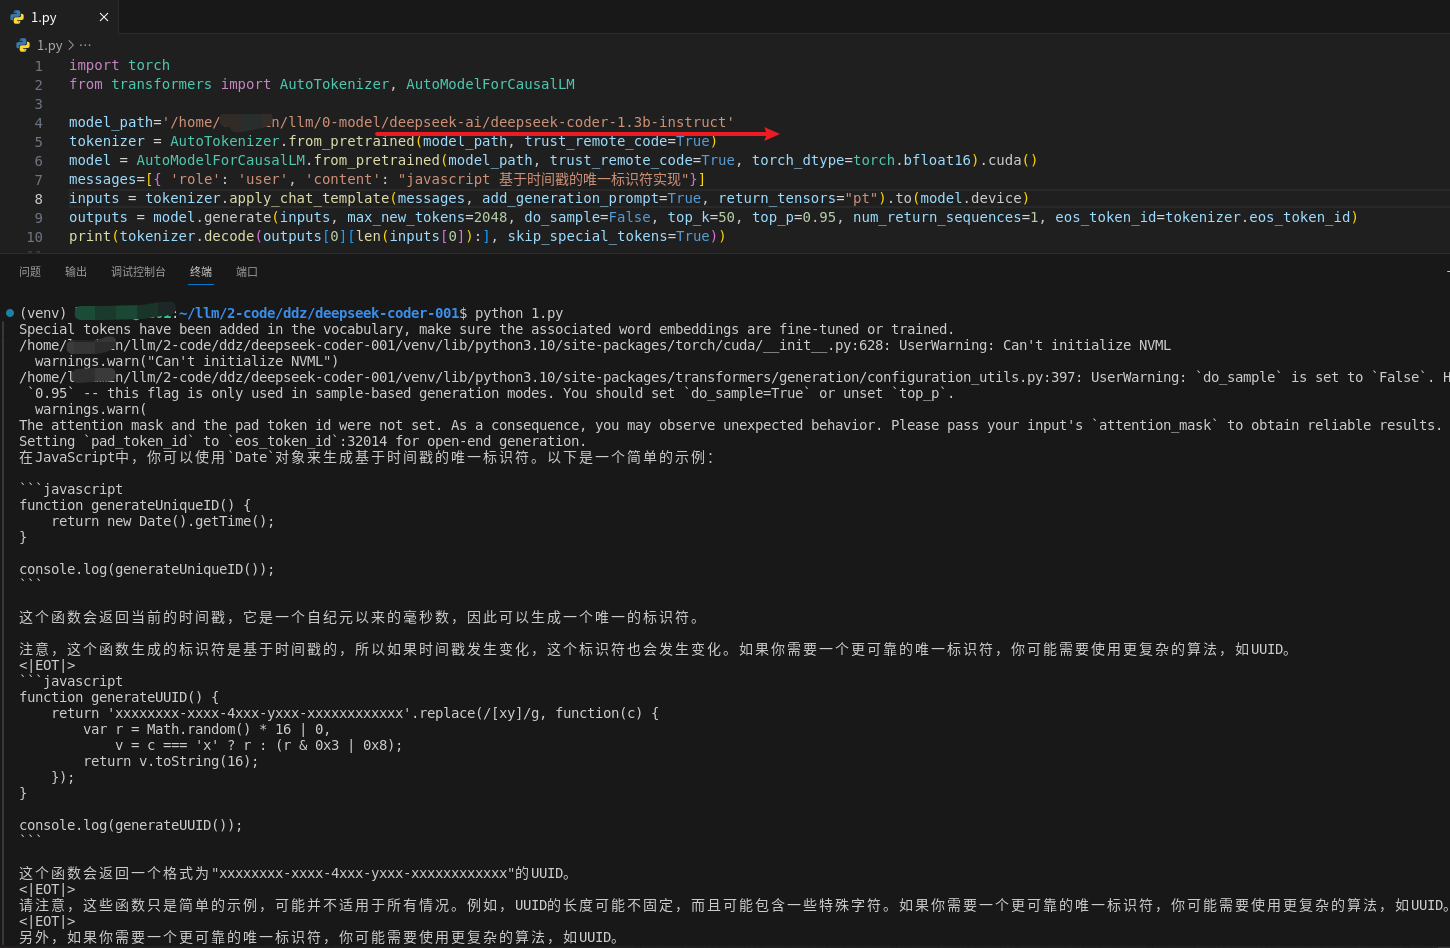 1.py
1.py
1 import torch
2 from transformers import AutoTokenizer, AutoModelForCausalLM
3
4 model_path='/home/ n/llm/0-model/deepseek-ai/deepseek-coder-1.3b-instruct'
5 tokenizer = AutoTokenizer.from_pretrained(model_path, trust_remote_code=True)
6 model = AutoModelForCausalLM.from_pretrained(model_path, trust_remote_code=True, torch_dtype=torch.bfloat16).cuda()
7 messages=[{ 'role': 'user', 'content': "javascript 基于时间戳的唯一标识符实现"}]
8 inputs = tokenizer.apply_chat_template(messages, add_generation_prompt=True, return_tensors="pt").to(model.device)
9 outputs = model.generate(inputs, max_new_tokens=2048, do_sample=False, top_k=50, top_p=0.95, num_return_sequences=1, eos_token_id=tokenizer.eos_token_id)
10 print(tokenizer.decode(outputs[0][len(inputs[0]):], skip_special_tokens=True))
问题 输出 调试控制台 终端 端口
(venv) :~/llm/2-code/ddz/deepseek-coder-001$ python 1.py
Special tokens have been added in the vocabulary, make sure the associated word embeddings are fine-tuned or trained.
/home/ n/llm/2-code/ddz/deepseek-coder-001/venv/lib/python3.10/site-packages/torch/cuda/__init__.py:628: UserWarning: Can't initialize NVML
warnings.warn("Can't initialize NVML")
/home/l n/llm/2-code/ddz/deepseek-coder-001/venv/lib/python3.10/site-packages/transformers/generation/configuration_utils.py:397: UserWarning: `do_sample` is set to `False`. H
`0.95` -- this flag is only used in sample-based generation modes. You should set `do_sample=True` or unset `top_p`.
warnings.warn(
The attention mask and the pad token id were not set. As a consequence, you may observe unexpected behavior. Please pass your input's `attention_mask` to obtain reliable results.
Setting `pad_token_id` to `eos_token_id`:32014 for open-end generation.
在JavaScript中，你可以使用`Date`对象来生成基于时间戳的唯一标识符。以下是一个简单的示例：
```javascript
function generateUniqueID() {
return new Date().getTime();
}
console.log(generateUniqueID());
```
这个函数会返回当前的时间戳，它是一个自纪元以来的毫秒数，因此可以生成一个唯一的标识符。
注意，这个函数生成的标识符是基于时间戳的，所以如果时间戳发生变化，这个标识符也会发生变化。如果你需要一个更可靠的唯一标识符，你可能需要使用更复杂的算法，如UUID。
<|EOT|>
```javascript
function generateUUID() {
return 'xxxxxxxx-xxxx-4xxx-yxxx-xxxxxxxxxxxx'.replace(/[xy]/g, function(c) {
var r = Math.random() * 16 | 0,
v = c === 'x' ? r : (r & 0x3 | 0x8);
return v.toString(16);
});
}
console.log(generateUUID());
```
这个函数会返回一个格式为"xxxxxxxx-xxxx-4xxx-yxxx-xxxxxxxxxxxx"的UUID。
<|EOT|>
请注意，这些函数只是简单的示例，可能并不适用于所有情况。例如，UUID的长度可能不固定，而且可能包含一些特殊字符。如果你需要一个更可靠的唯一标识符，你可能需要使用更复杂的算法，如UUID。
<|EOT|>
另外，如果你需要一个更可靠的唯一标识符，你可能需要使用更复杂的算法，如UUID。